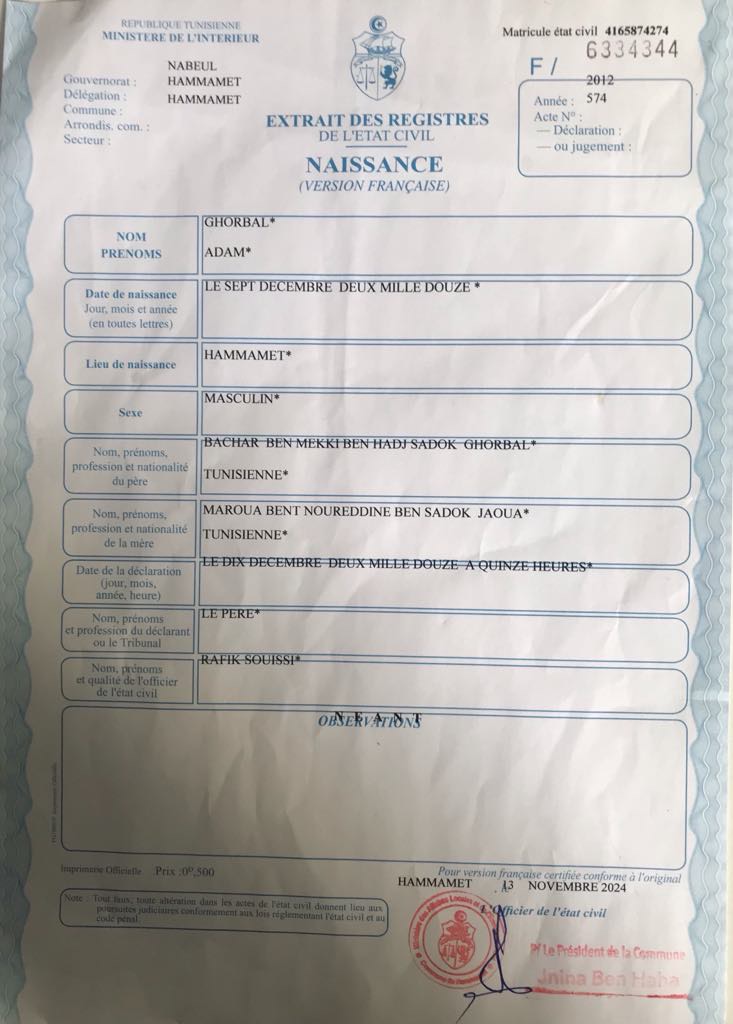 REPUBLIQUE TUNISIENNE
MINISTERE DE L'INTERIEUR
Matricule état civil 4165874274
6334344
F /
NABEUL
Gouvernorat : HAMMAMET
Délégation : HAMMAMET
Commune :
Arrondis. com. :
Secteur :
2012
Année : 574
Acte N° :
— Déclaration :
— ou jugement :
EXTRAIT DES REGISTRES
DE L'ETAT CIVIL
NAISSANCE
(VERSION FRANÇAISE)
NOM
PRENOMS
GHORBAL*
ADAM*
Date de naissance
Jour, mois et année
(en toutes lettres)
LE SEPT DECEMBRE DEUX MILLE DOUZE *
Lieu de naissance
HAMMAMET*
Sexe
MASCULIN*
Nom, prénoms,
profession et nationalité
du père
BACHAR BEN MEKKI BEN HADJ SADOK GHORBAL*
TUNISIENNE*
Nom, prénoms,
profession et nationalité
de la mère
MAROUA BENT NOUREDDINE BEN SADOK JAOUA*
TUNISIENNE*
Date de la déclaration
(jour, mois,
année, heure)
LE DIX DECEMBRE DEUX MILLE DOUZE A QUINZE HEURES*
Nom, prénoms
et profession du déclarant
ou le Tribunal
LE PERE*
Nom, prénoms
et qualité de l'officier
de l'état civil
RAFIK SOUISSI*
NEANT
OBSERVATIONS
Imprimerie Officielle Prix : 0ᴰ,500
Pour version française certifiée conforme à l'original
HAMMAMET , le 13 NOVEMBRE 2024
L'Officier de l'état civil
Note : Tout faux, toute altération dans les actes de l'état civil donnent lieu aux
poursuites judiciaires conformement aux lois réglementant l'état civil et au
code pénal.
P/ Le Président de la Commune
Jnina Ben Haha